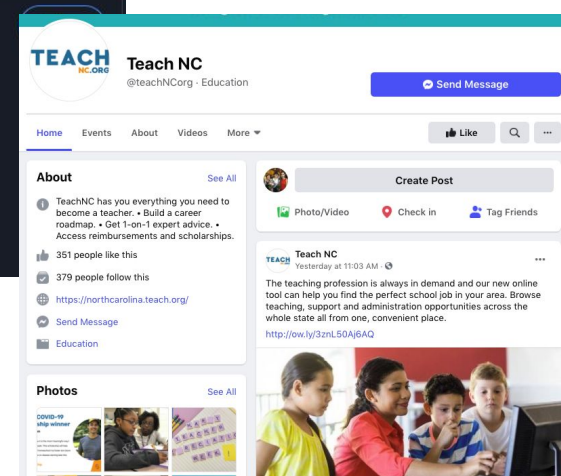 TEACH
NC.ORG
Teach NC
@teachNCorg · Education
Send Message
Home Events About Videos More
Like
About See All
TeachNC has you everything you need to
become a teacher. • Build a career
roadmap. • Get 1-on-1 expert advice. •
Access reimbursements and scholarships.
351 people like this
379 people follow this
https://northcarolina.teach.org/
Send Message
Education
Photos See All
COVID-19
Create Post
Photo/Video Check in Tag Friends
TEACH
Teach NC
Yesterday at 11:03 AM ·
The teaching profession is always in demand and our new online
tool can help you find the perfect school job in your area. Browse
teaching, support and administration opportunities across the
whole state all from one, convenient place.
http://ow.ly/3znL50Aj6AQ